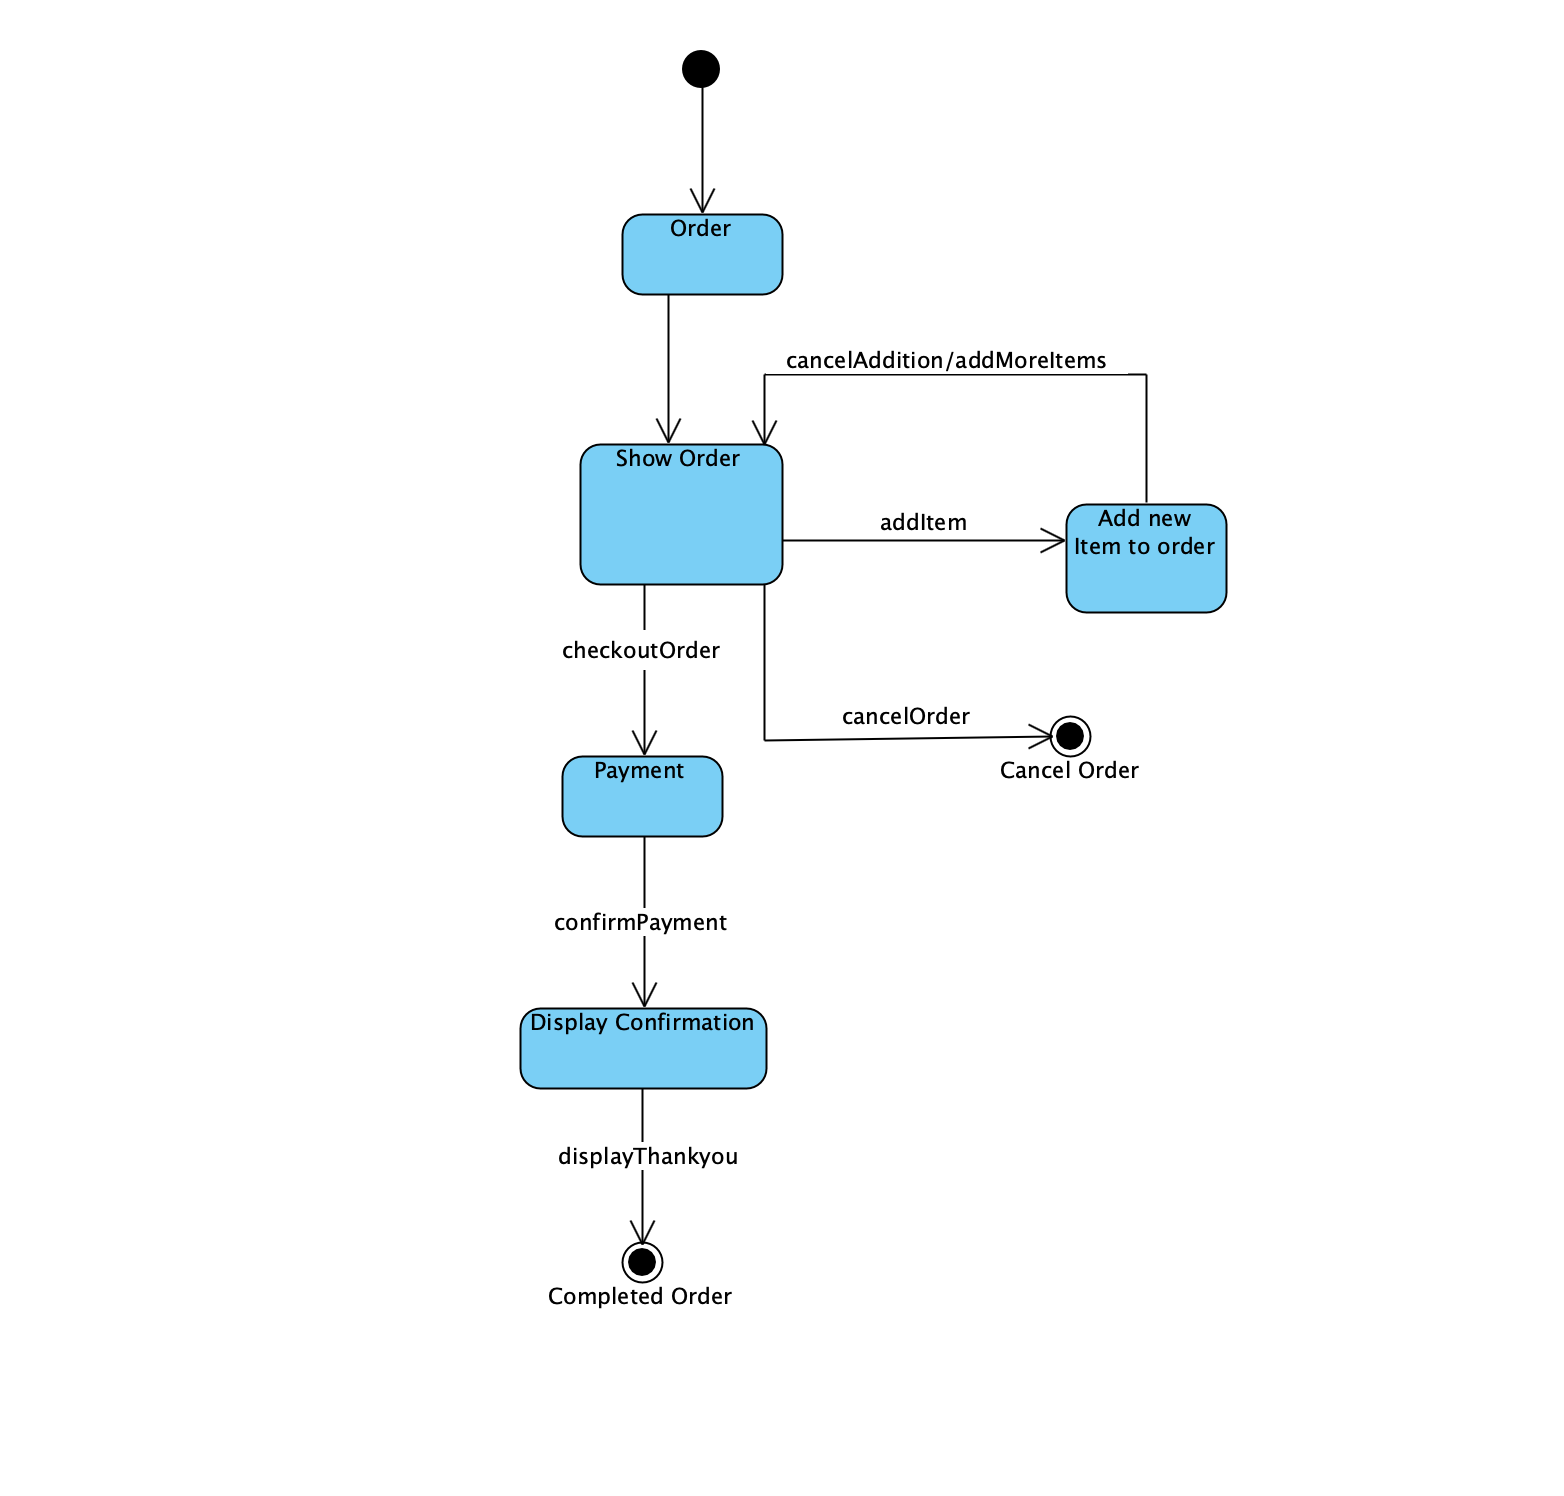 Order
cancelAddition/addMoreItems
Show Order
addItem
Add new
Item to order
checkoutOrder
cancelOrder
Cancel Order
Payment
confirmPayment
Display Confirmation
displayThankyou
Completed Order